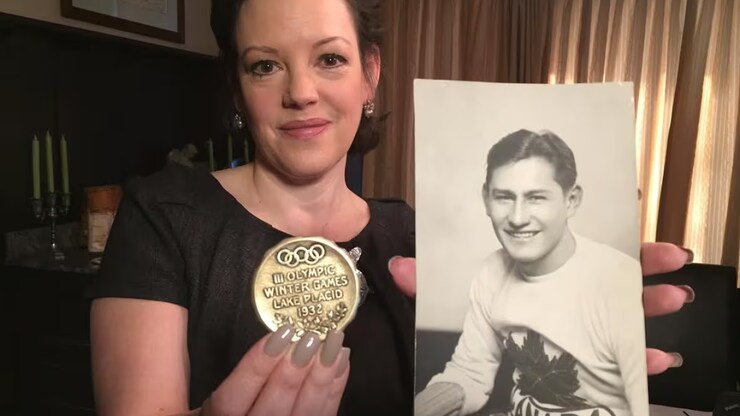 III OLYMPIC
WINTER GAMES
LAKE PLACID
1932